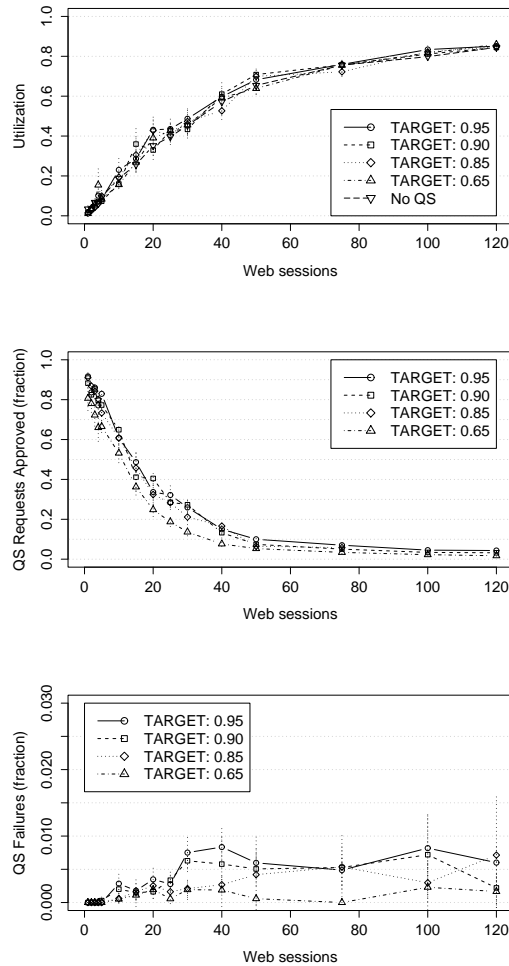 1.0
0.8
0.6
0.4
0.2
0.0
Utilization
TARGET: 0.95
TARGET: 0.90
TARGET: 0.85
TARGET: 0.65
No QS
0 20 40 60 80 100 120
Web sessions
1.0
0.8
0.6
0.4
0.2
0.0
QS Requests Approved (fraction)
TARGET: 0.95
TARGET: 0.90
TARGET: 0.85
TARGET: 0.65
0 20 40 60 80 100 120
Web sessions
0.030
0.020
0.010
0.000
QS Failures (fraction)
TARGET: 0.95
TARGET: 0.90
TARGET: 0.85
TARGET: 0.65
0 20 40 60 80 100 120
Web sessions